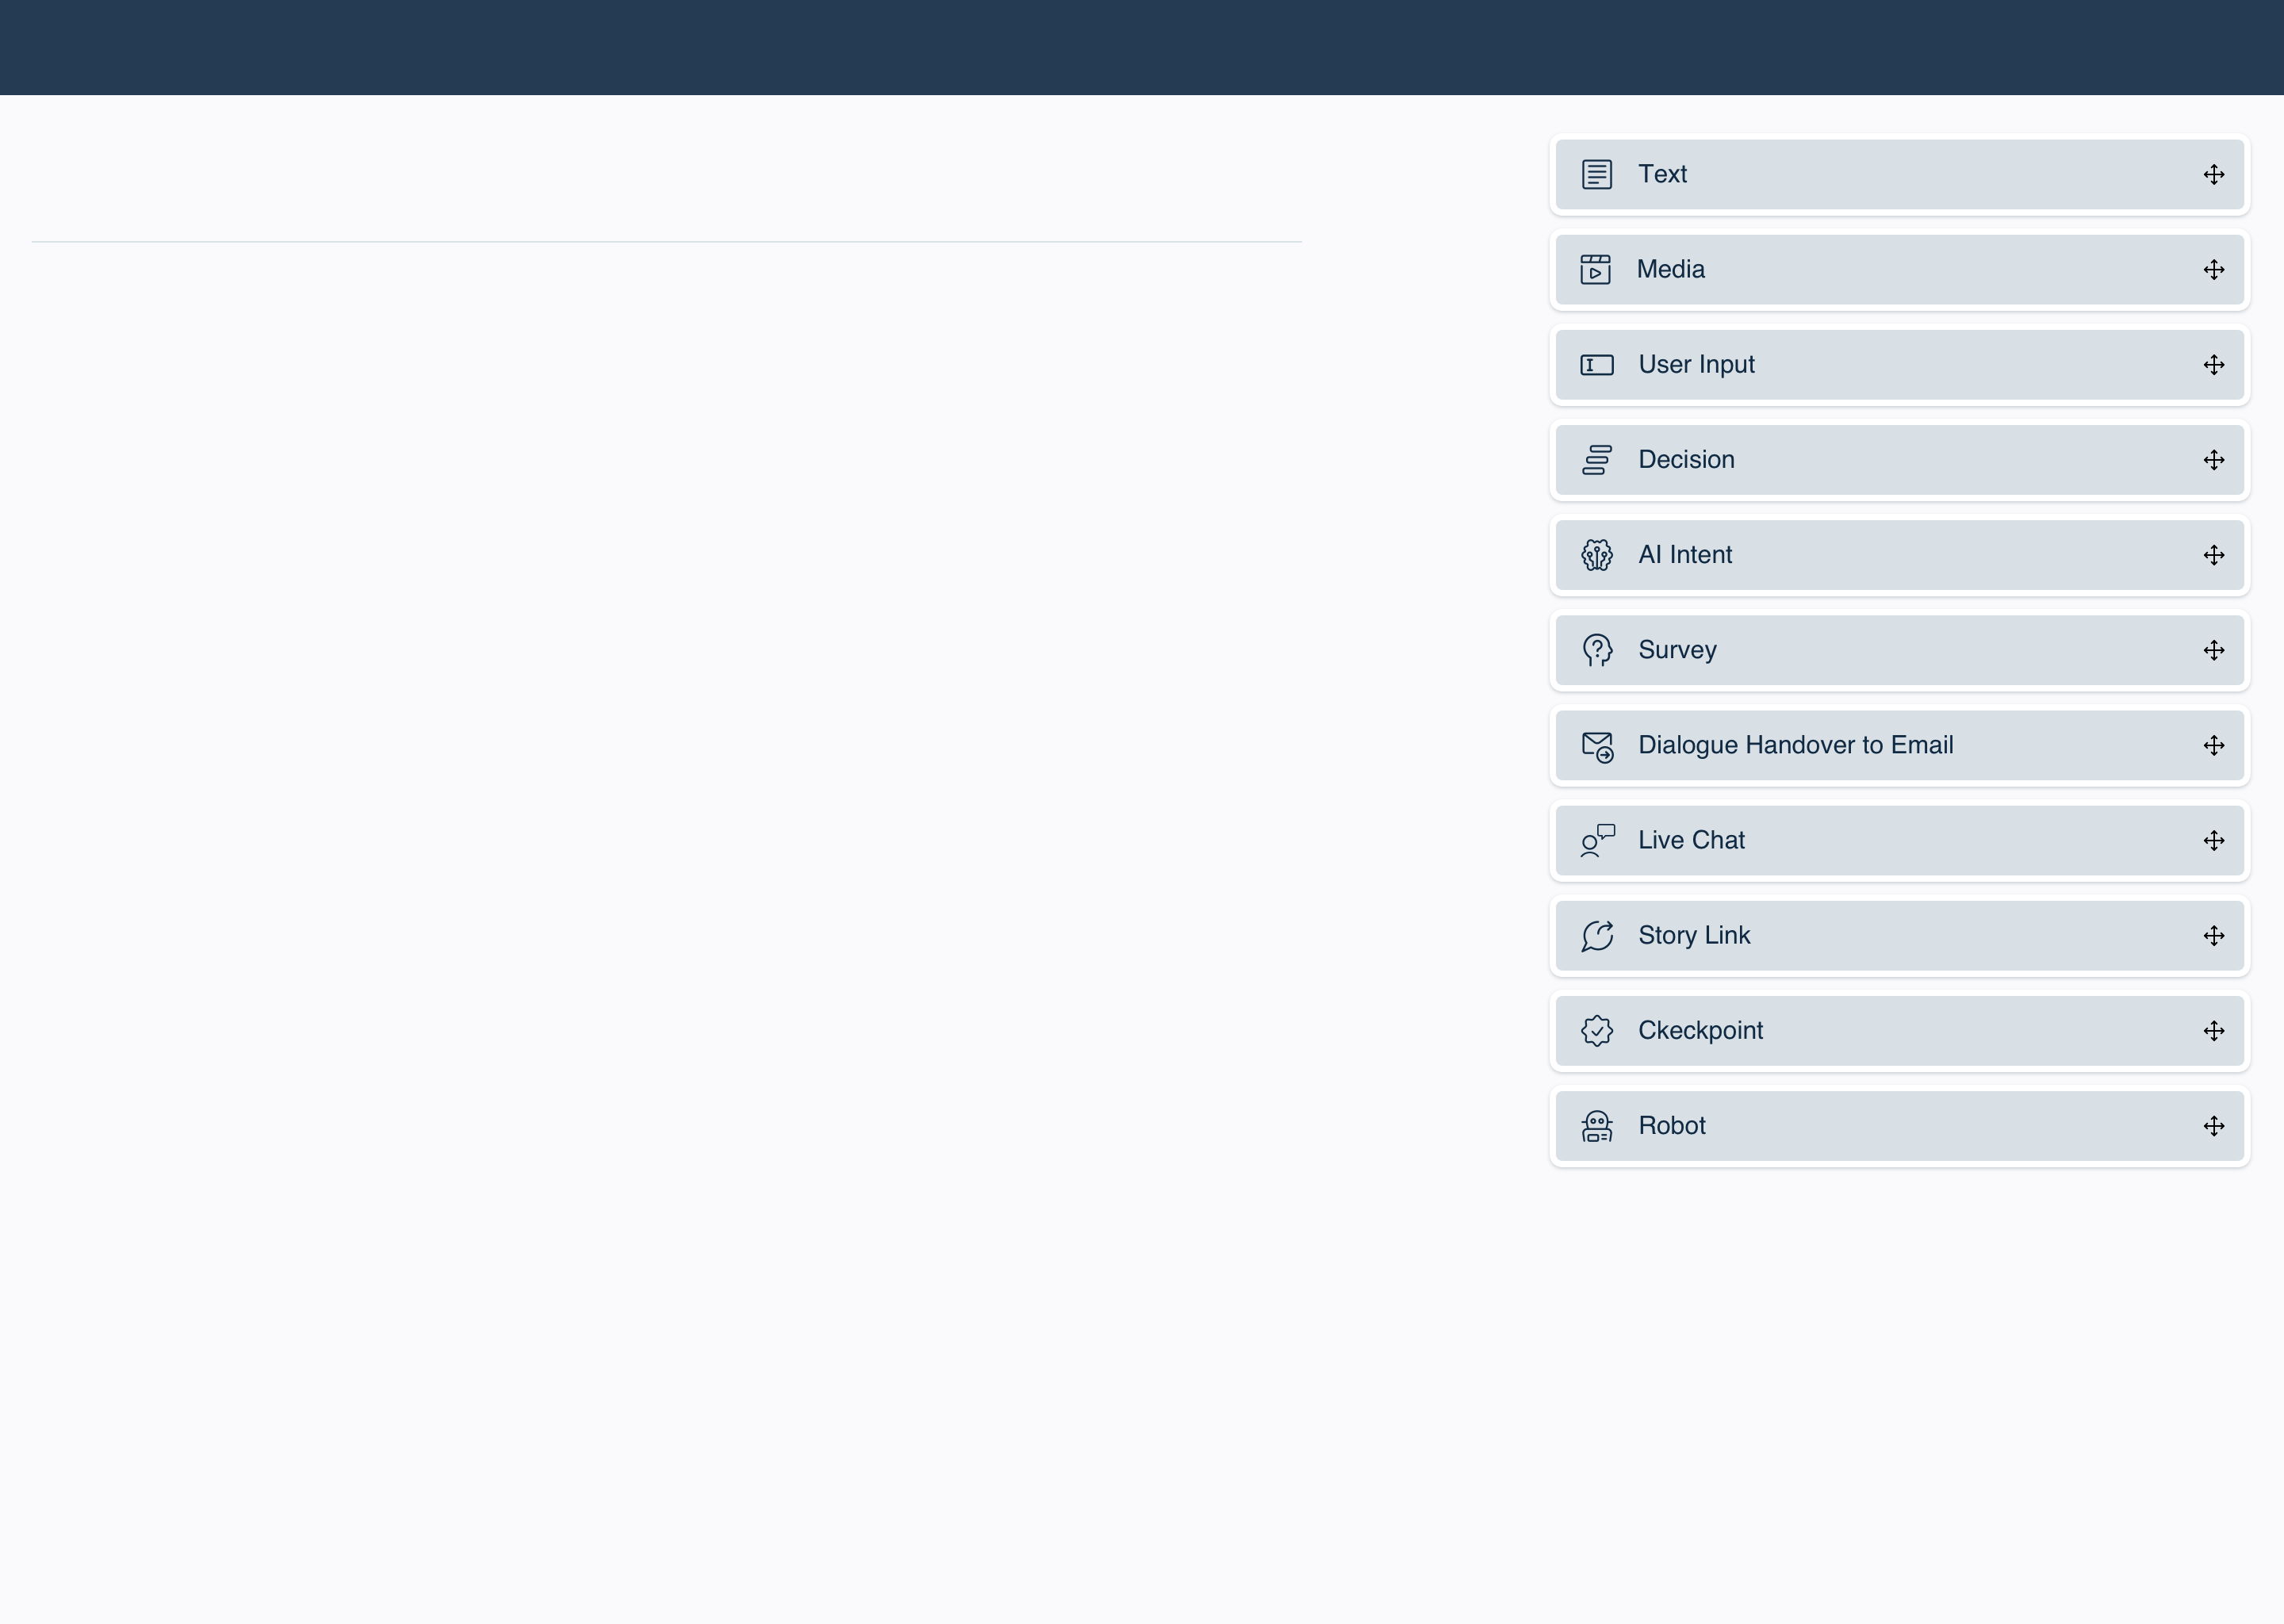 Text
Media
User Input
Decision
AI Intent
Survey
Dialogue Handover to Email
Live Chat
Story Link
Ckeckpoint
Robot